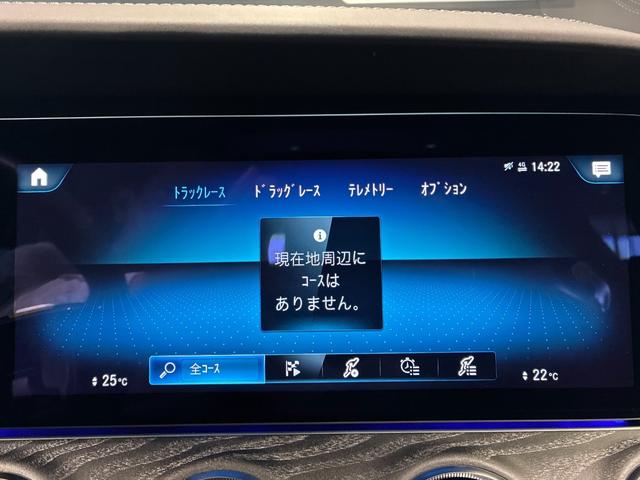 4G 14:22
ﾄﾗｯｸﾚｰｽ ﾄﾞﾗｯｸﾞﾚｰｽ ﾃﾚﾒﾄﾘｰ ｵﾌﾟｼｮﾝ
現在地周辺に
ｺｰｽは
ありません。
全ｺｰｽ
25℃ 22℃